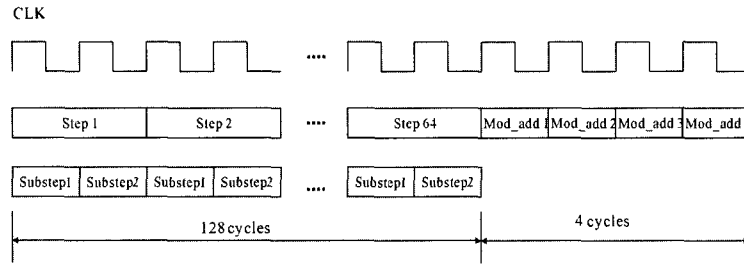 CLK
....
Step 1 Step 2 .... Step 64 Mod_add 1 Mod_add 2 Mod_add 3 Mod_add
Substep1 Substep2 Substep1 Substep2 .... Substep1 Substep2
128 cycles 4 cycles